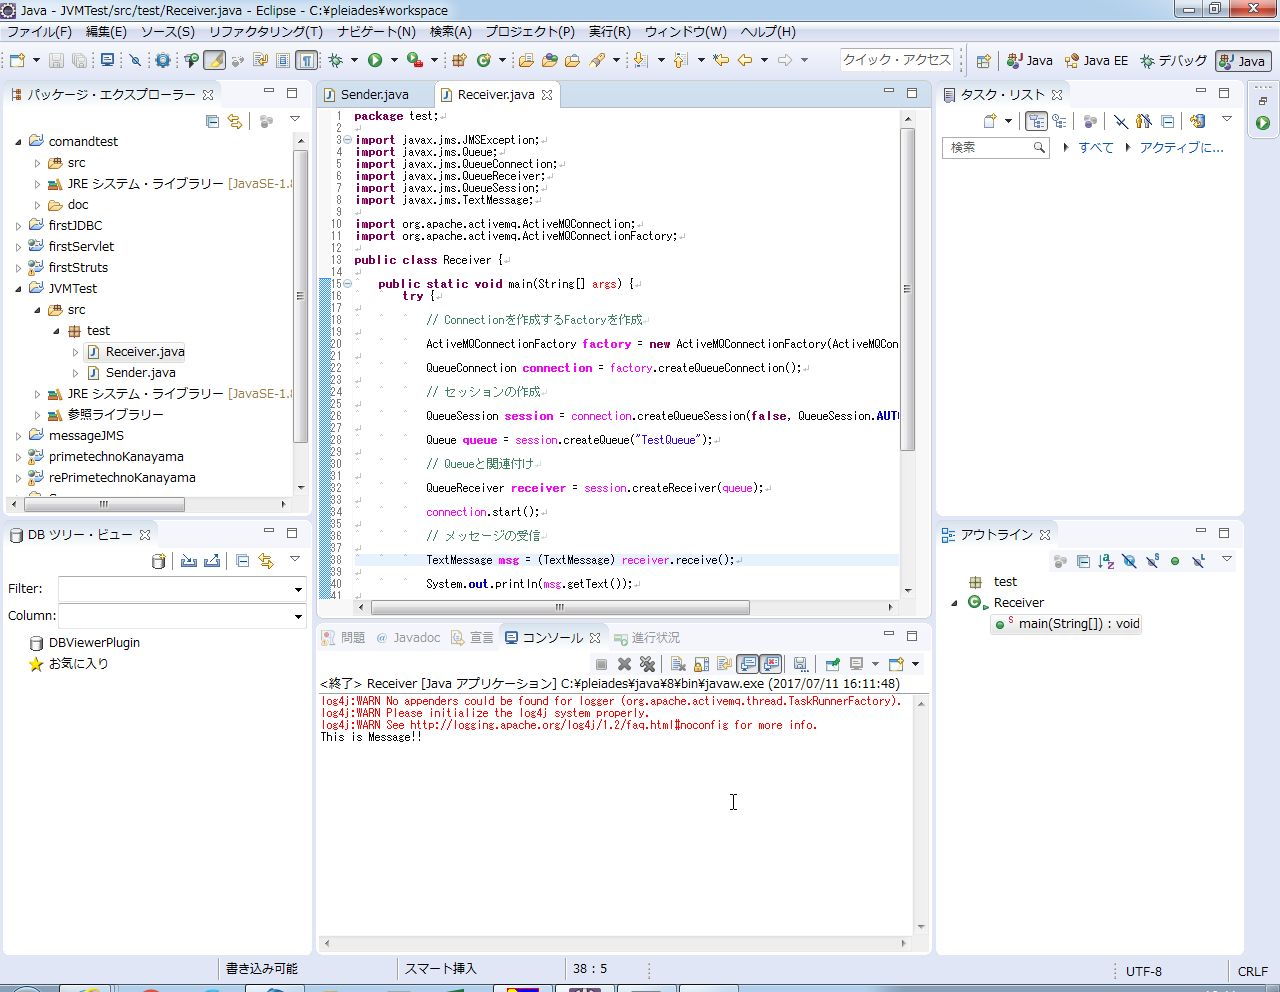 Java - JVMTest/src/test/Receiver.java - Eclipse - C:¥pleiades¥workspace
ファイル(F) 編集(E) ソース(S) リファクタリング(T) ナビゲート(N) 検索(A) プロジェクト(P) 実行(R) ウィンドウ(W) ヘルプ(H)
クイック・アクセス Java Java EE デバッグ Java
パッケージ・エクスプローラー
comandtest
src
JRE システム・ライブラリー [JavaSE-1.8
doc
firstJDBC
firstServlet
firstStruts
JVMTest
src
test
Receiver.java
Sender.java
JRE システム・ライブラリー [JavaSE-1.8
参照ライブラリー
messageJMS
primetechnoKanayama
rePrimetechnoKanayama
DB ツリー・ビュー
Filter:
Column:
DBViewerPlugin
お気に入り
Sender.java Receiver.java
1 package test;
2
3 import javax.jms.JMSException;
4 import javax.jms.Queue;
5 import javax.jms.QueueConnection;
6 import javax.jms.QueueReceiver;
7 import javax.jms.QueueSession;
8 import javax.jms.TextMessage;
9
10 import org.apache.activemq.ActiveMQConnection;
11 import org.apache.activemq.ActiveMQConnectionFactory;
12
13 public class Receiver {
14
15 public static void main(String[] args) {
16 try {
17
18 // Connectionを作成するFactoryを作成
19
20 ActiveMQConnectionFactory factory = new ActiveMQConnectionFactory(ActiveMQCon
21
22 QueueConnection connection = factory.createQueueConnection();
23
24 // セッションの作成
25
26 QueueSession session = connection.createQueueSession(false, QueueSession.AUTO
27
28 Queue queue = session.createQueue("TestQueue");
29
30 // Queueと関連付け
31
32 QueueReceiver receiver = session.createReceiver(queue);
33
34 connection.start();
35
36 // メッセージの受信
37
38 TextMessage msg = (TextMessage) receiver.receive();
39
40 System.out.println(msg.getText());
41
問題 @ Javadoc 宣言 コンソール 進行状況
<終了> Receiver [Java アプリケーション] C:¥pleiades¥java¥8¥bin¥javaw.exe (2017/07/11 16:11:48)
log4j:WARN No appenders could be found for logger (org.apache.activemq.thread.TaskRunnerFactory).
log4j:WARN Please initialize the log4j system properly.
log4j:WARN See http://logging.apache.org/log4j/1.2/faq.html#noconfig for more info.
This is Message!!
タスク・リスト
検索 すべて アクティブに...
アウトライン
test
Receiver
main(String[]) : void
書き込み可能 スマート挿入 38 : 5 UTF-8 CRLF